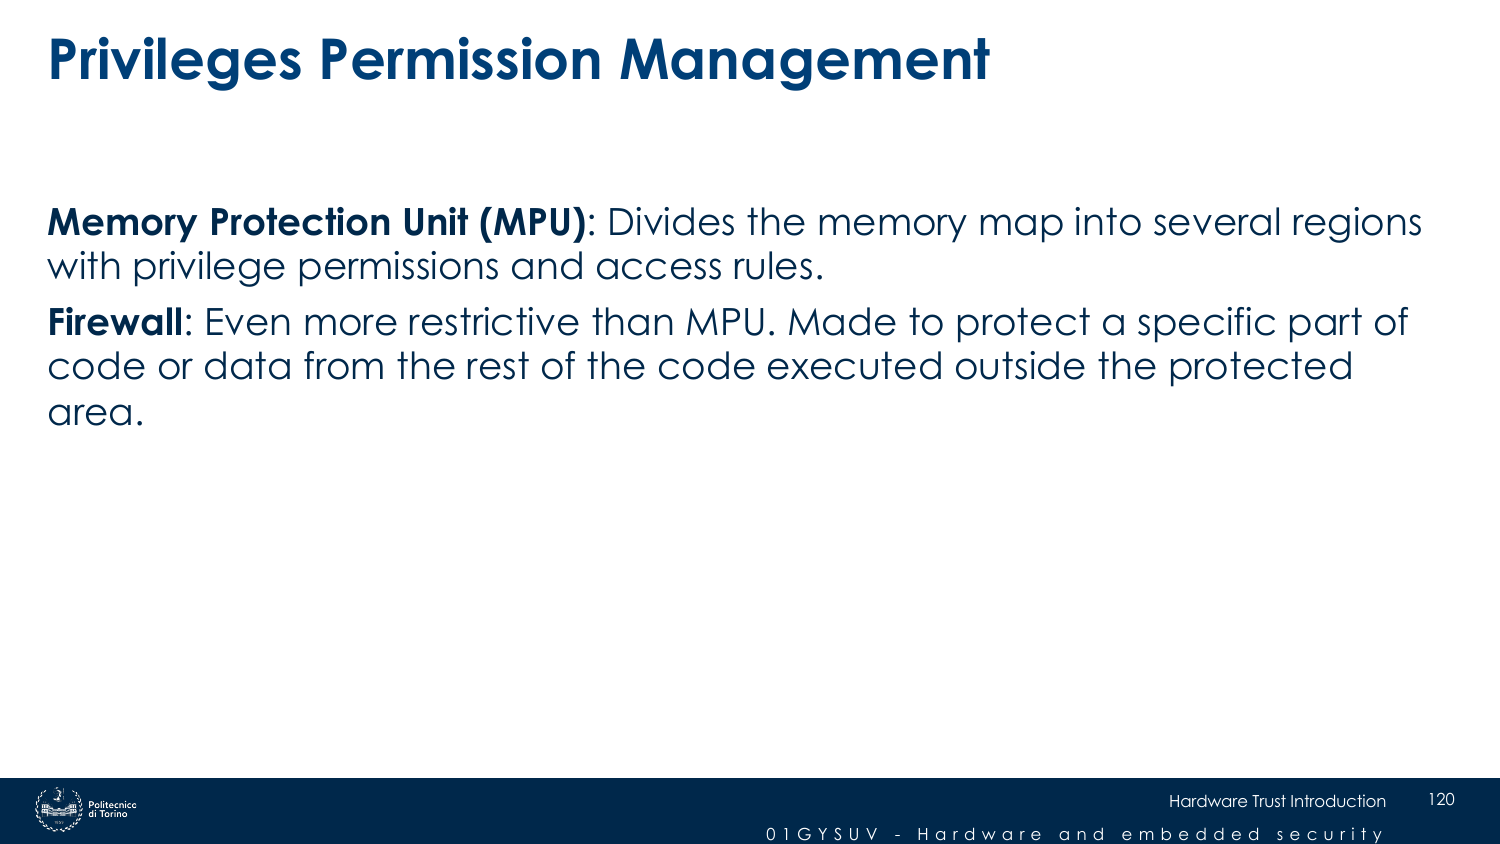 Privileges Permission Management
Memory Protection Unit (MPU): Divides the memory map into several regions
with privilege permissions and access rules.
Firewall: Even more restrictive than MPU. Made to protect a specific part of
code or data from the rest of the code executed outside the protected
area.
Politecnico
di Torino
Hardware Trust Introduction
120
01GYSUV - Hardware and embedded security